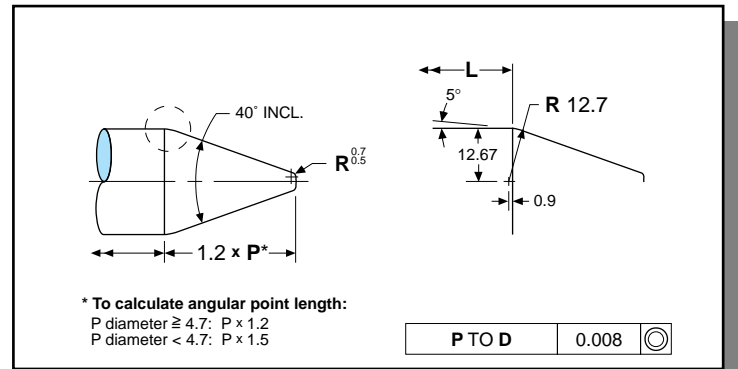 40° INCL.
R 0.7 0.5
1.2 x P*
L
5°
R 12.7
12.67
0.9
* To calculate angular point length:
P diameter ≧ 4.7: P x 1.2
P diameter < 4.7: P x 1.5
P TO D 0.008 ◎